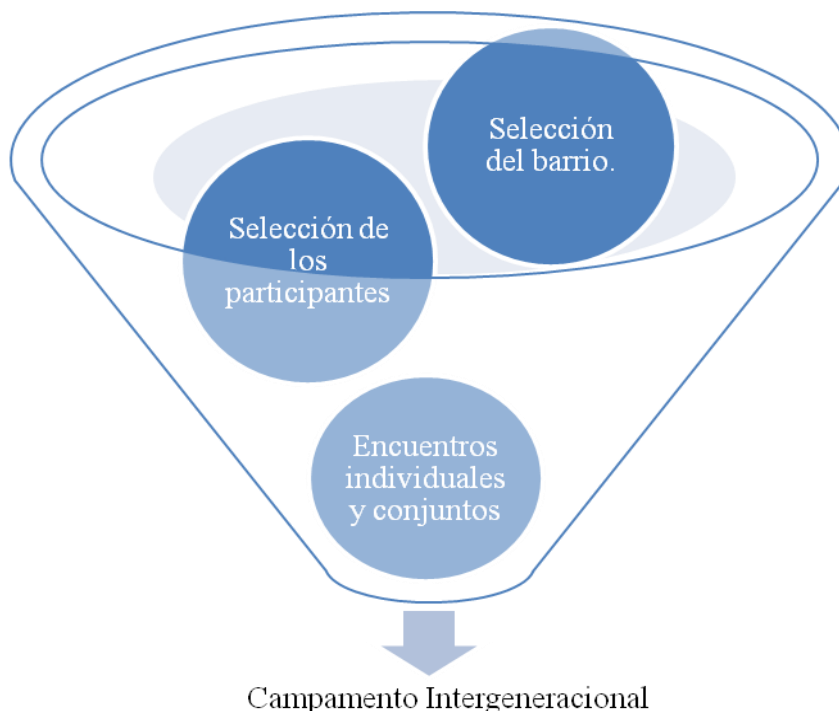 Selección
del barrio.
Selección de
los
participantes
Encuentros
individuales
y conjuntos
Campamento Intergeneracional